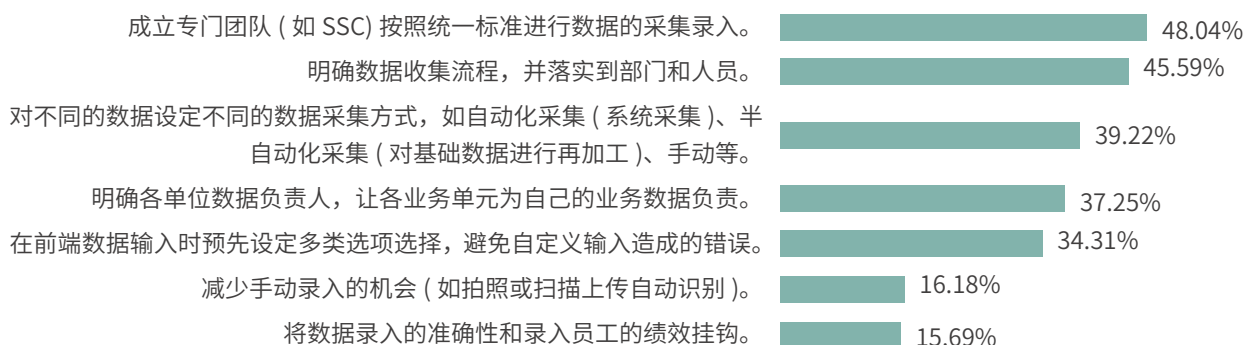 成立专门团队 ( 如 SSC) 按照统一标准进行数据的采集录入。 48.04%
明确数据收集流程，并落实到部门和人员。 45.59%
对不同的数据设定不同的数据采集方式，如自动化采集 ( 系统采集 )、半
自动化采集 ( 对基础数据进行再加工 )、手动等。 39.22%
明确各单位数据负责人，让各业务单元为自己的业务数据负责。 37.25%
在前端数据输入时预先设定多类选项选择，避免自定义输入造成的错误。 34.31%
减少手动录入的机会 ( 如拍照或扫描上传自动识别 )。 16.18%
将数据录入的准确性和录入员工的绩效挂钩。 15.69%